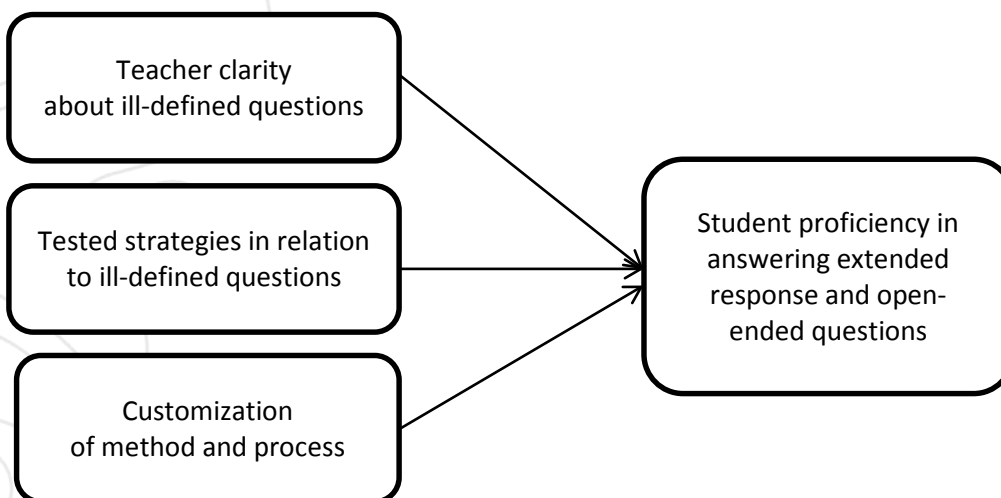 Teacher clarity
about ill-defined questions
Tested strategies in relation
to ill-defined questions
Customization
of method and process
Student proficiency in
answering extended
response and open-
ended questions